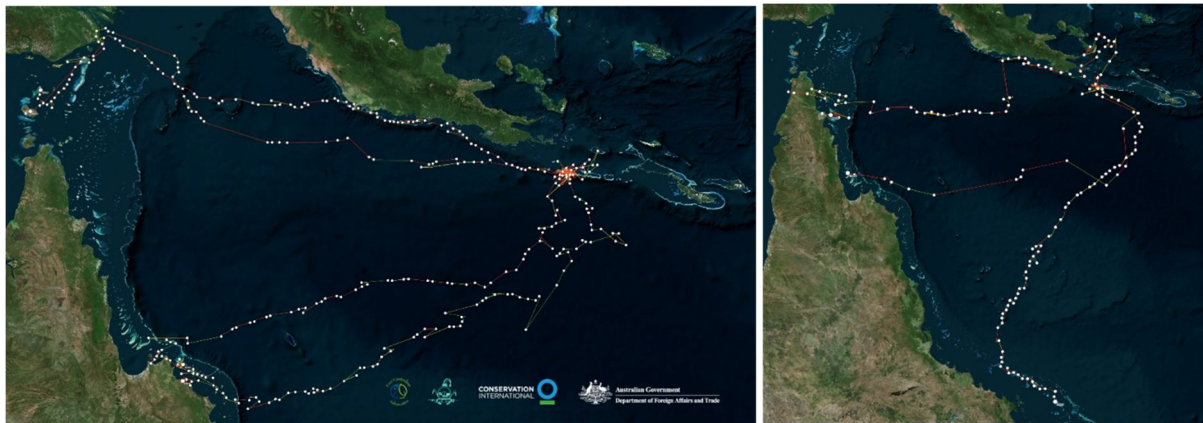 CONSERVATION
INTERNATIONAL
Australian Government
Department of Foreign Affairs and Trade